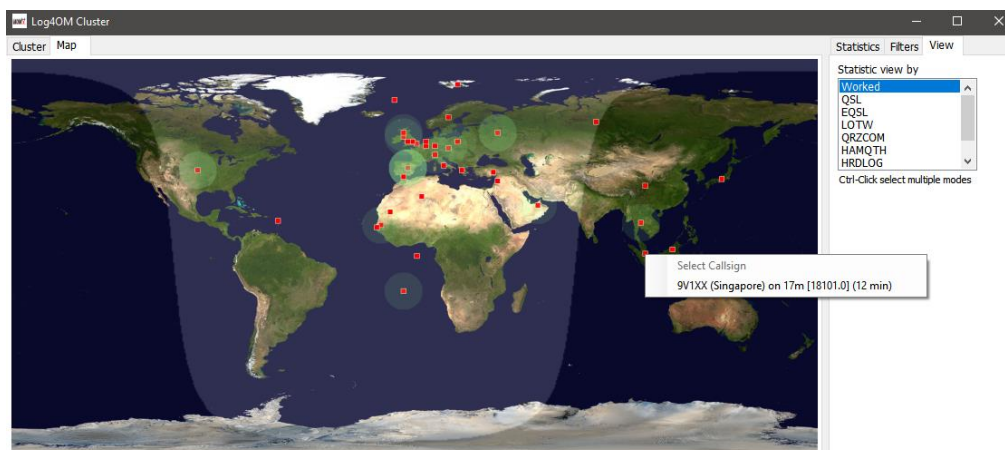 Log4OM Cluster
Cluster Map
Statistics Filters View
Statistic view by
Worked
QSL
EQSL
LOTW
QRZCOM
HAMQTH
HRDLOG
Ctrl-Click select multiple modes
Select Callsign
9V1XX (Singapore) on 17m [18101.0] (12 min)